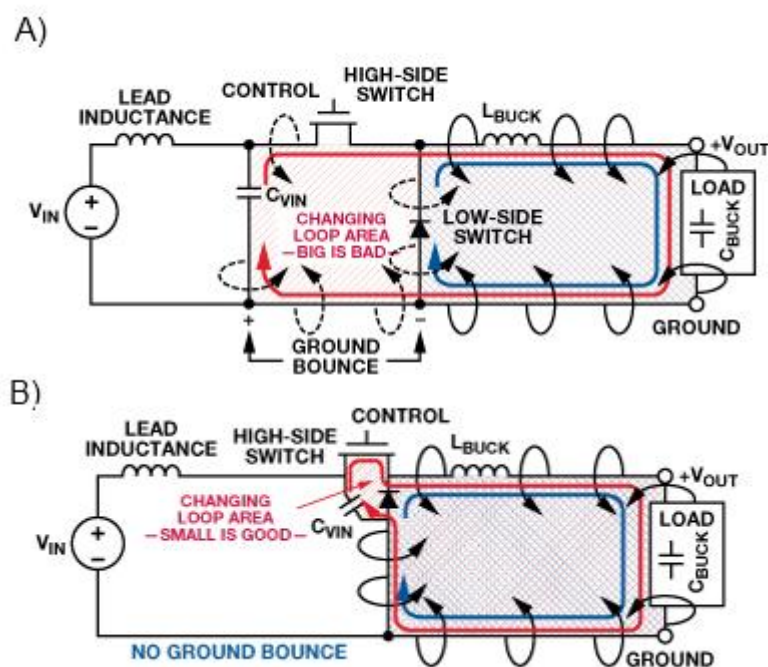 A)
LEAD
INDUCTANCE
CONTROL
HIGH-SIDE
SWITCH
LBUCK
+VOUT
VIN
+
−
CVIN
CHANGING
LOOP AREA
—BIG IS BAD—
LOW-SIDE
SWITCH
LOAD
CBUCK
+
−
GROUND
BOUNCE
GROUND
B)
LEAD
INDUCTANCE
HIGH-SIDE
SWITCH
CONTROL
LBUCK
+VOUT
CHANGING
LOOP AREA
—SMALL IS GOOD—
CVIN
VIN
+
−
LOAD
CBUCK
NO GROUND BOUNCE
GROUND